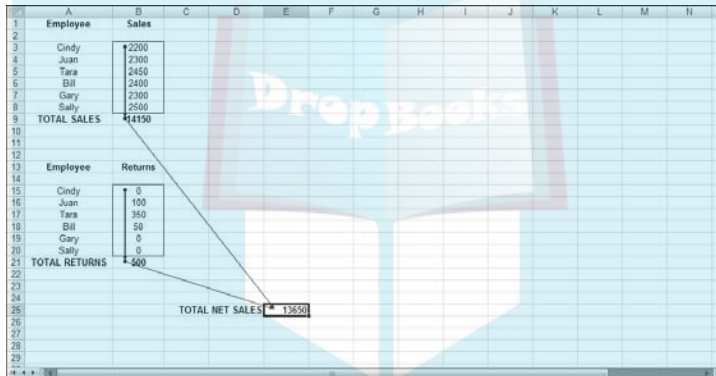 A B C D E F G H I J K L M N
1 Employee Sales
2
3 Cindy 2200
4 Juan 2300
5 Tara 2450
6 Bill 2400
7 Gary 2300
8 Sally 2500
9 TOTAL SALES 14150
10
11
12
13 Employee Returns
14
15 Cindy 0
16 Juan 100
17 Tara 350
18 Bill 50
19 Gary 0
20 Sally 0
21 TOTAL RETURNS 500
22
23
24
25 TOTAL NET SALES 13650
26
27
28
29
DropBooks